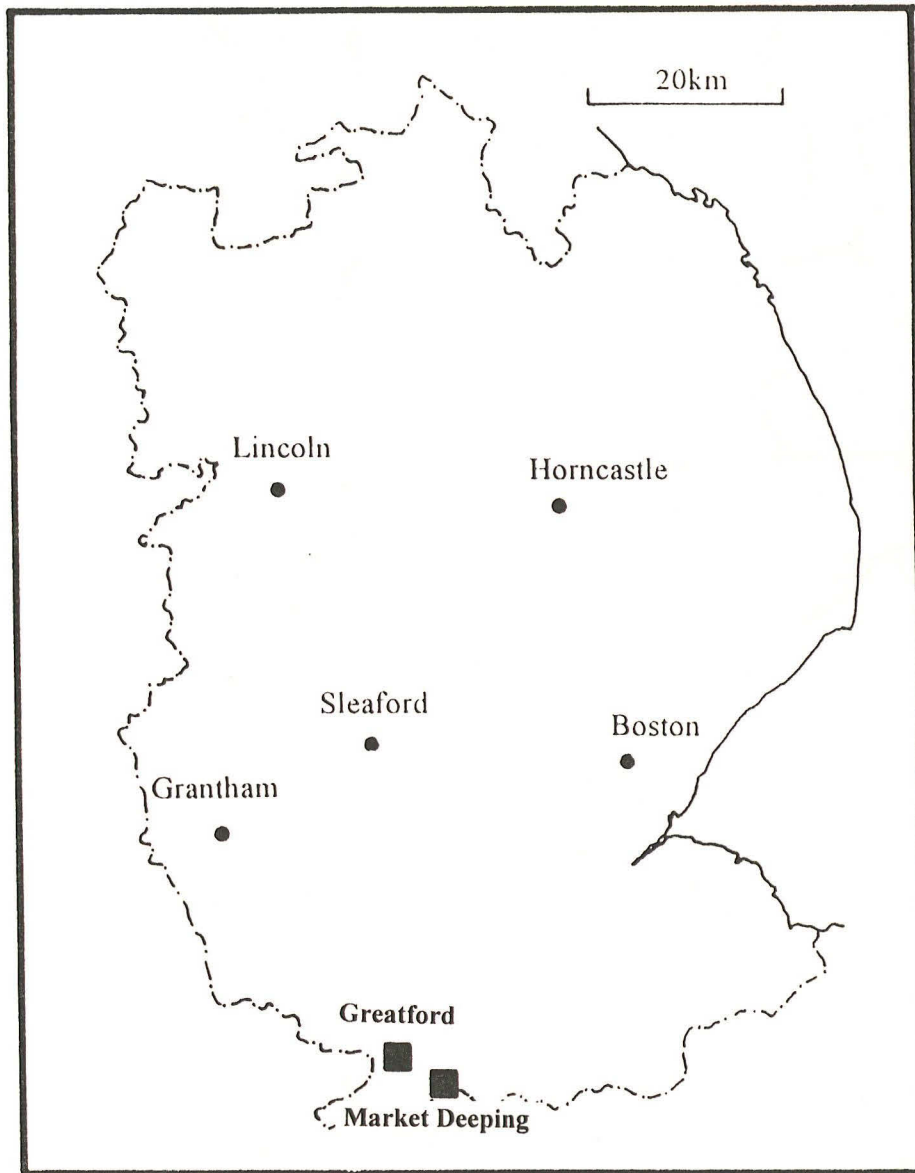 20km
Lincoln
Horncastle
Sleaford
Boston
Grantham
Greatford
Market Deeping